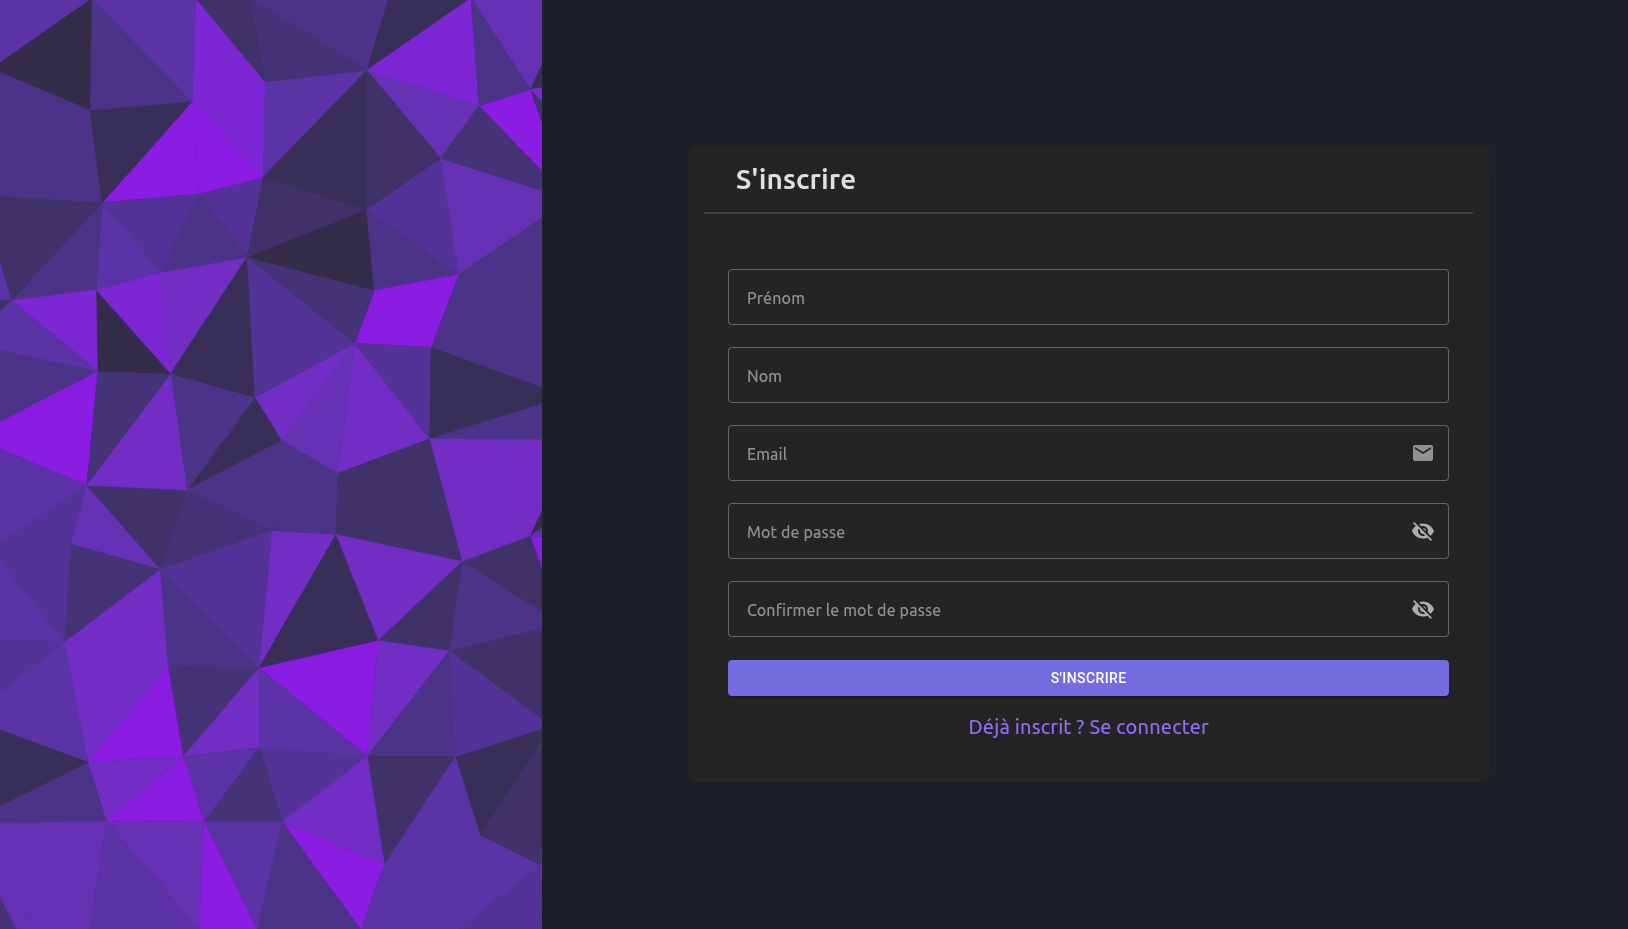 S'inscrire
Prénom
Nom
Email
Mot de passe
Confirmer le mot de passe
S'INSCRIRE
Déjà inscrit ? Se connecter